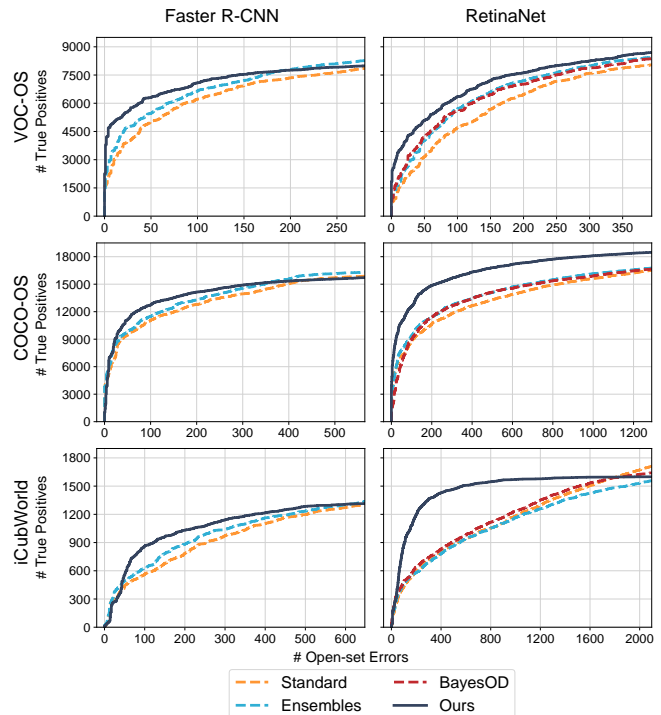 Faster R-CNN
RetinaNet
VOC-OS
# True Positives
9000
7500
6000
4500
3000
1500
0
0 50 100 150 200 250
0 50 100 150 200 250 300 350
COCO-OS
# True Positives
18000
15000
12000
9000
6000
3000
0
0 100 200 300 400 500
0 200 400 600 800 1000 1200
iCubWorld
# True Positives
1800
1500
1200
900
600
300
0
0 100 200 300 400 500 600
0 400 800 1200 1600 2000
# Open-set Errors
Standard
BayesOD
Ensembles
Ours